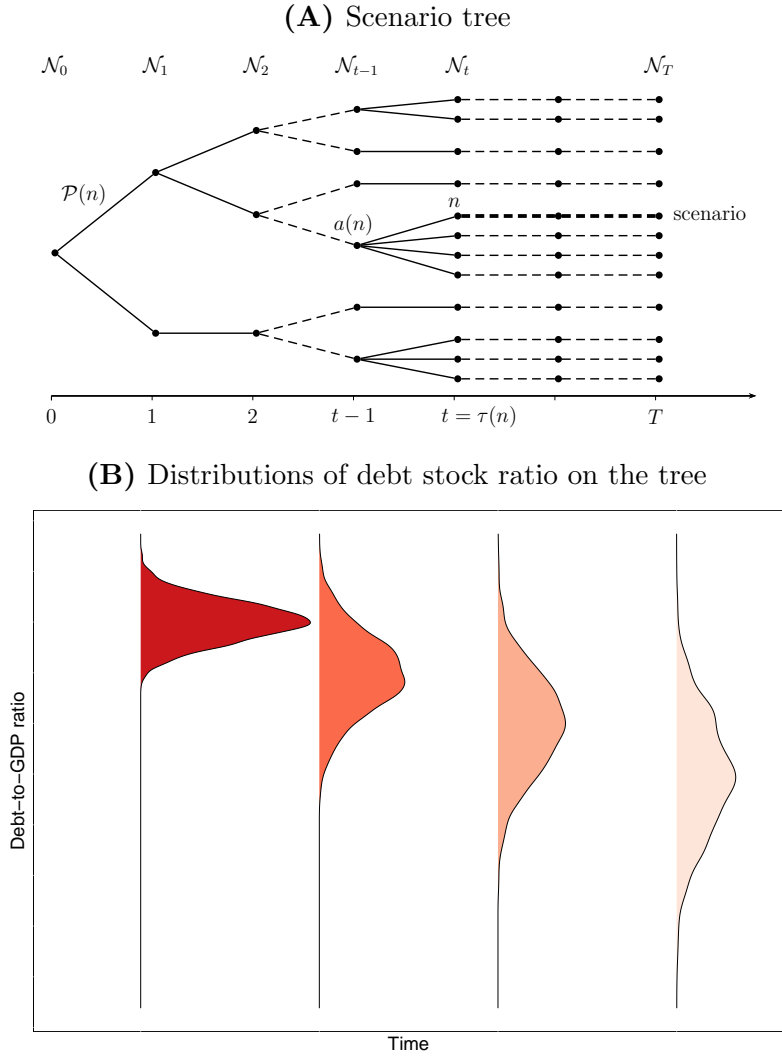 (A) Scenario tree
𝒩₀ 𝒩₁ 𝒩₂ 𝒩ₜ₋₁ 𝒩ₜ 𝒩_T
𝒫(n)
n
a(n)
scenario
0 1 2 t − 1 t = τ(n) T
(B) Distributions of debt stock ratio on the tree
Debt−to−GDP ratio
Time